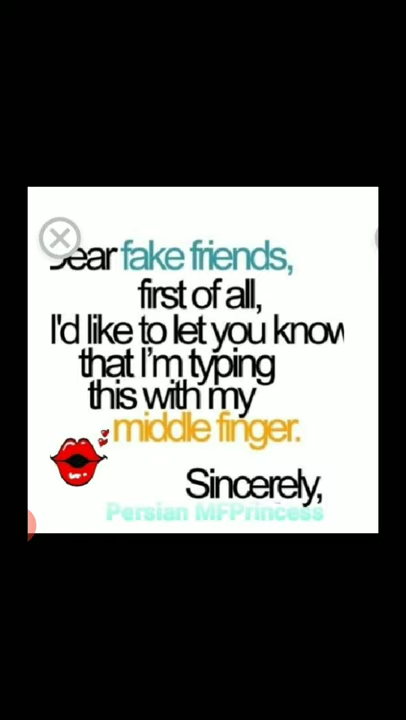 Dear fake friends,
first of all,
I'd like to let you know
that I'm typing
this with my
middle finger.
Sincerely,
Persian MFPrincess